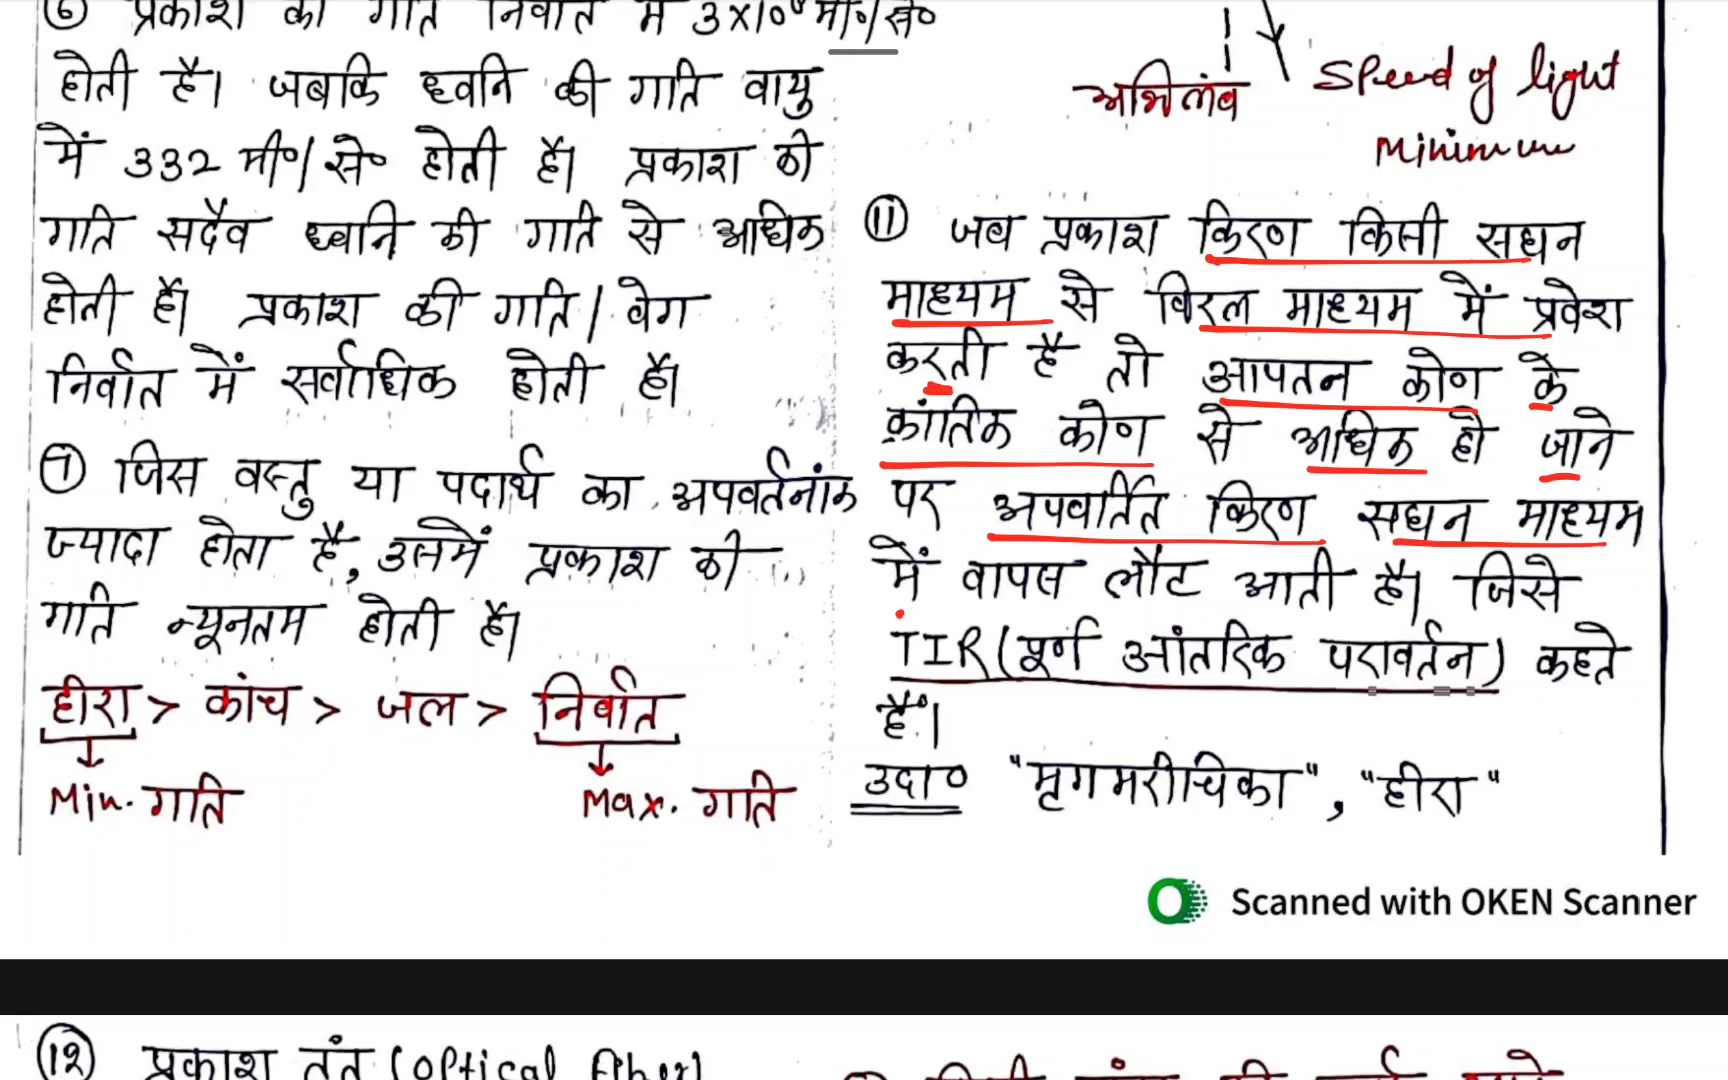 ⑥ प्रकाश की गति निर्वात में 3×10⁸ मी०/से०
होती है। जबकि ध्वनि की गति वायु
में 332 मी०/से० होती है। प्रकाश की
गति सदैव ध्वनि की गति से अधिक
होती है। प्रकाश की गति/वेग
निर्वात में सर्वाधिक होती है।
⑦ जिस वस्तु या पदार्थ का अपवर्तनांक
ज्यादा होता है, उसमें प्रकाश की
गति न्यूनतम होती है।
हीरा > कांच > जल > निर्वात
Min. गति Max. गति
अभिलंब Speed of light
Minimum
⑪ जब प्रकाश किरण किसी सघन
माध्यम से विरल माध्यम में प्रवेश
करती है तो आपतन कोण के
क्रांतिक कोण से अधिक हो जाने
पर अपवर्तित किरण सघन माध्यम
में वापस लौट आती है। जिसे
TIR (पूर्ण आंतरिक परावर्तन) कहते
है।
उदा० "मृगमरीचिका", "हीरा"
Scanned with OKEN Scanner
⑫ प्रकाश तंतु (optical fiber)